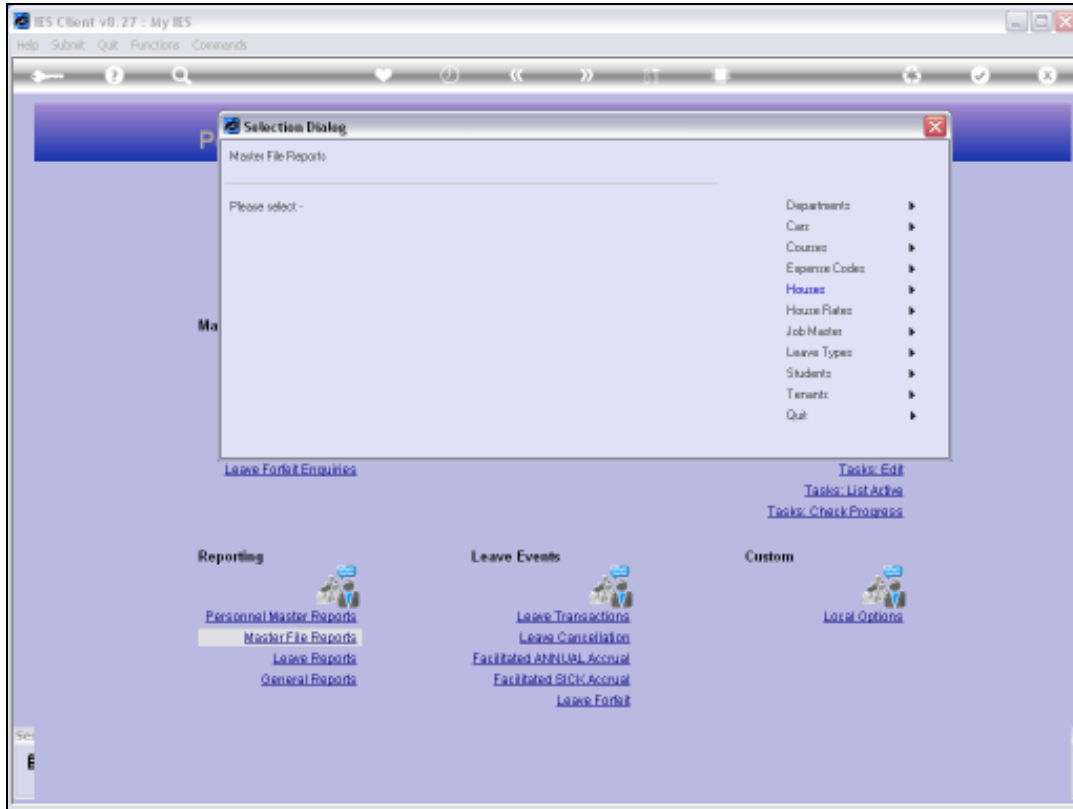 IES Client v8.27 : My IES
Help Submit Quit Functions Commands
Selection Dialog
Master File Reports
Please select -
Departments
Cars
Courses
Expense Codes
Houses
House Rates
Job Master
Leave Types
Students
Tenants
Quit
Leave Forfeit Enquiries
Tasks: Edit
Tasks: List Active
Tasks: Check Progress
Reporting
Leave Events
Custom
Personnel Master Reports
Leave Transactions
Local Options
Master File Reports
Leave Cancellation
Leave Reports
Facilitated ANNUAL Accrual
General Reports
Facilitated SICK Accrual
Leave Forfeit